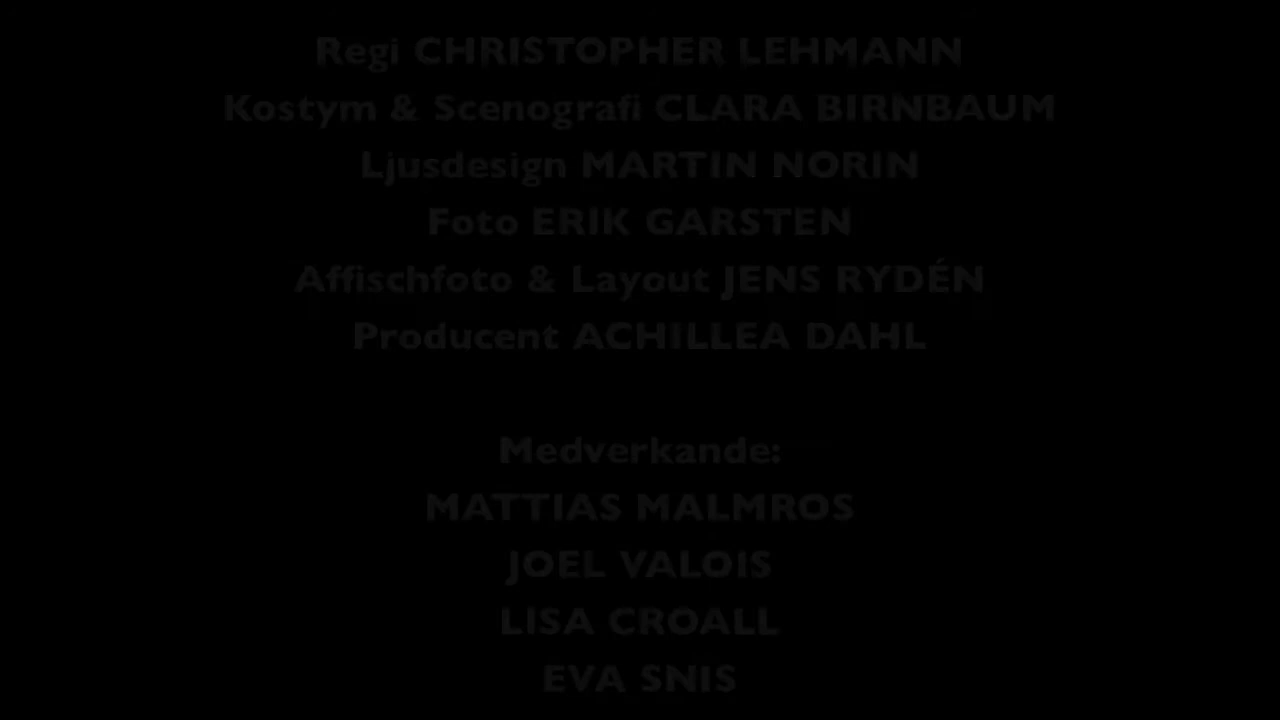 Regi CHRISTOPHER LEHMANN
Kostym & Scenografi CLARA BIRNBAUM
Ljusdesign MARTIN NORIN
Foto ERIK GARSTEN
Affischfoto & Layout JENS RYDÉN
Producent ACHILLEA DAHL
Medverkande:
MATTIAS MALMROS
JOEL VALOIS
LISA CROALL
EVA SNIS